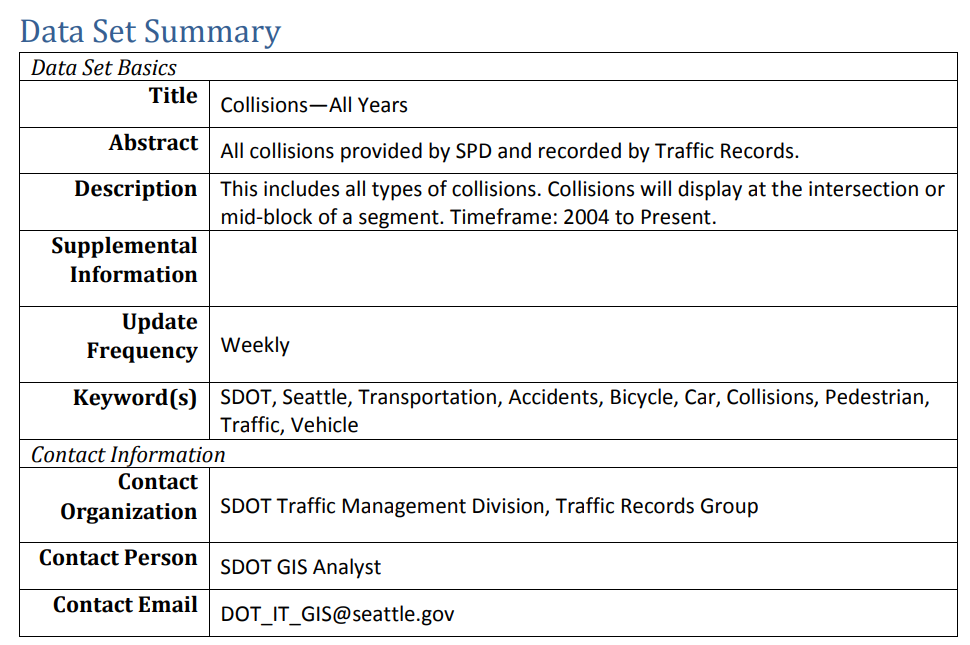 Data Set Summary
Data Set Basics
Title
Collisions—All Years
Abstract
All collisions provided by SPD and recorded by Traffic Records.
Description
This includes all types of collisions. Collisions will display at the intersection or
mid-block of a segment. Timeframe: 2004 to Present.
Supplemental
Information
Update
Frequency
Weekly
Keyword(s)
SDOT, Seattle, Transportation, Accidents, Bicycle, Car, Collisions, Pedestrian,
Traffic, Vehicle
Contact Information
Contact
Organization
SDOT Traffic Management Division, Traffic Records Group
Contact Person
SDOT GIS Analyst
Contact Email
DOT_IT_GIS@seattle.gov